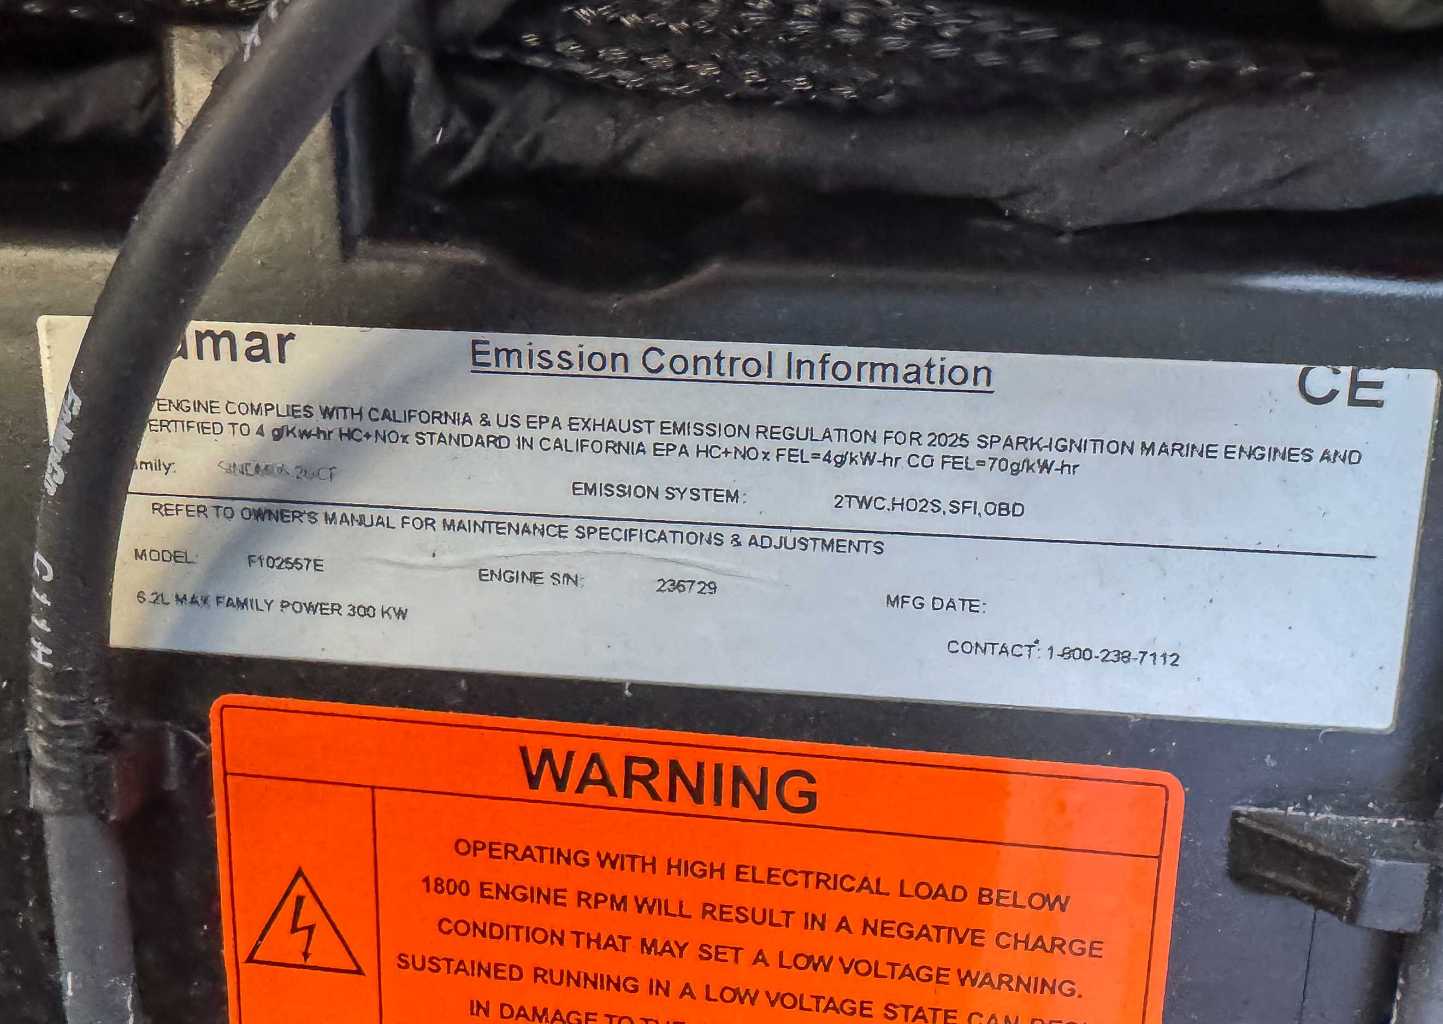 mar
Emission Control Information
CE
ENGINE COMPLIES WITH CALIFORNIA & US EPA EXHAUST EMISSION REGULATION FOR 2025 SPARK-IGNITION MARINE ENGINES AND
ERTIFIED TO 4 g/kw-hr HC+NOx STANDARD IN CALIFORNIA EPA HC+NOx FEL=4g/kW-hr CO FEL=70g/kW-hr
mily:
EMISSION SYSTEM: 2TWC,HO2S,SFI,OBD
REFER TO OWNER'S MANUAL FOR MAINTENANCE SPECIFICATIONS & ADJUSTMENTS
MODEL: F102557E ENGINE S/N: 236729 MFG DATE:
6.2L MAX FAMILY POWER 300 KW
CONTACT: 1-800-238-7112
WARNING
OPERATING WITH HIGH ELECTRICAL LOAD BELOW
1800 ENGINE RPM WILL RESULT IN A NEGATIVE CHARGE
CONDITION THAT MAY SET A LOW VOLTAGE WARNING.
SUSTAINED RUNNING IN A LOW VOLTAGE STATE CAN
IN DAMAGE TO